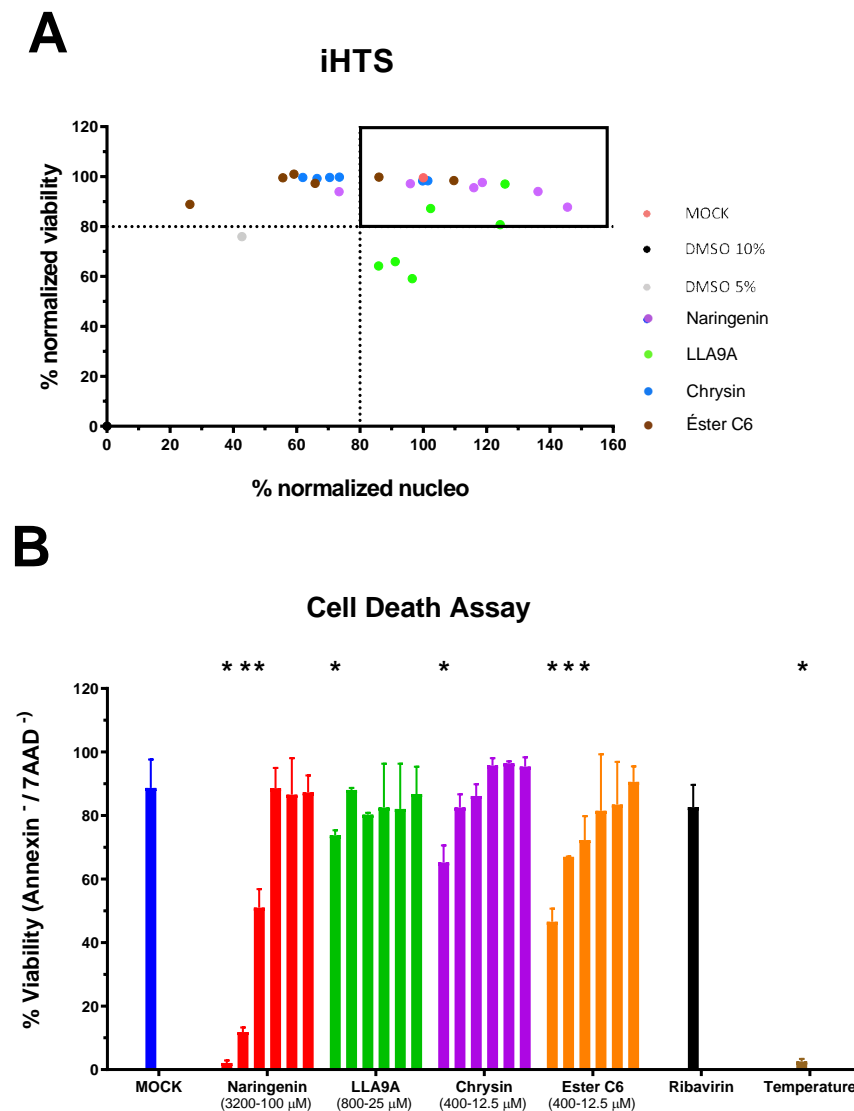 A
iHTS
% normalized viability
120
100
80
60
40
20
0
0 20 40 60 80 100 120 140 160
% normalized nucleo
MOCK
DMSO 10%
DMSO 5%
Naringenin
LLA9A
Chrysin
Éster C6
B
Cell Death Assay
* * * * * * * * *
% Viability (Annexin - / 7AAD -)
120
100
80
60
40
20
0
MOCK Naringenin LLA9A Chrysin Ester C6 Ribavirin Temperature
(3200-100 µM) (800-25 µM) (400-12.5 µM) (400-12.5 µM)